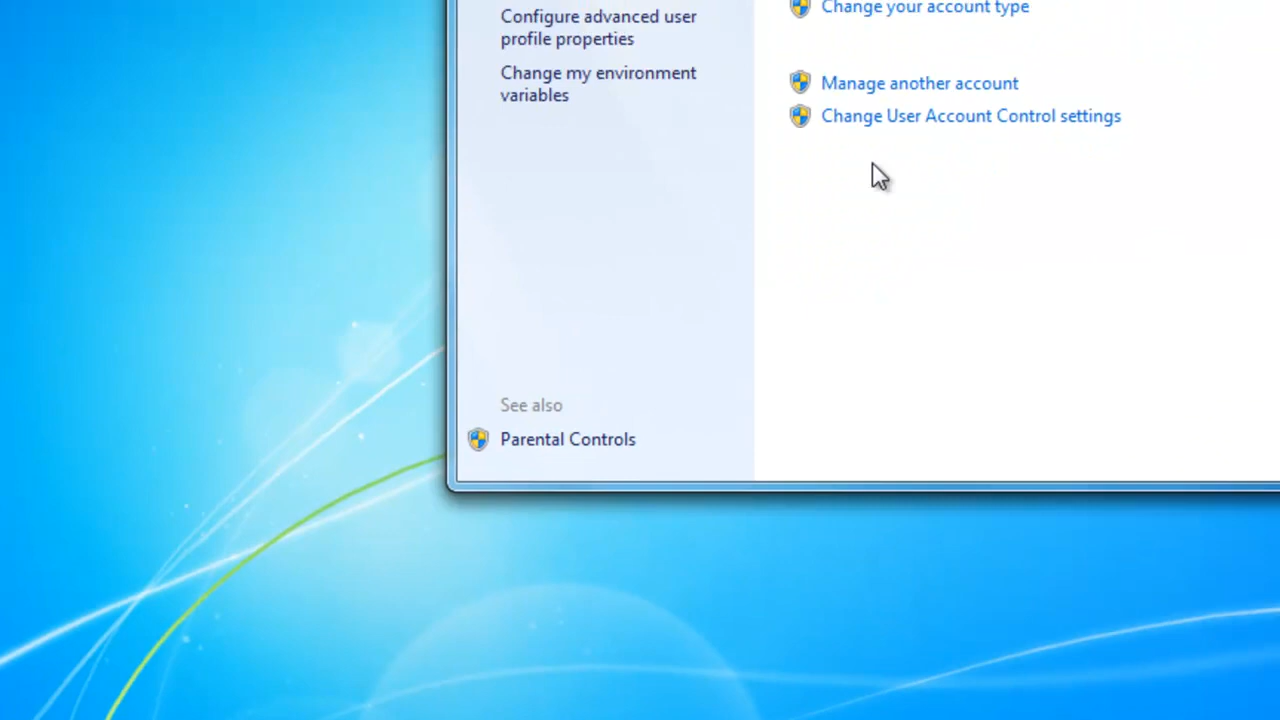 Configure advanced user
profile properties
Change my environment
variables
See also
Parental Controls
Change your account type
Manage another account
Change User Account Control settings